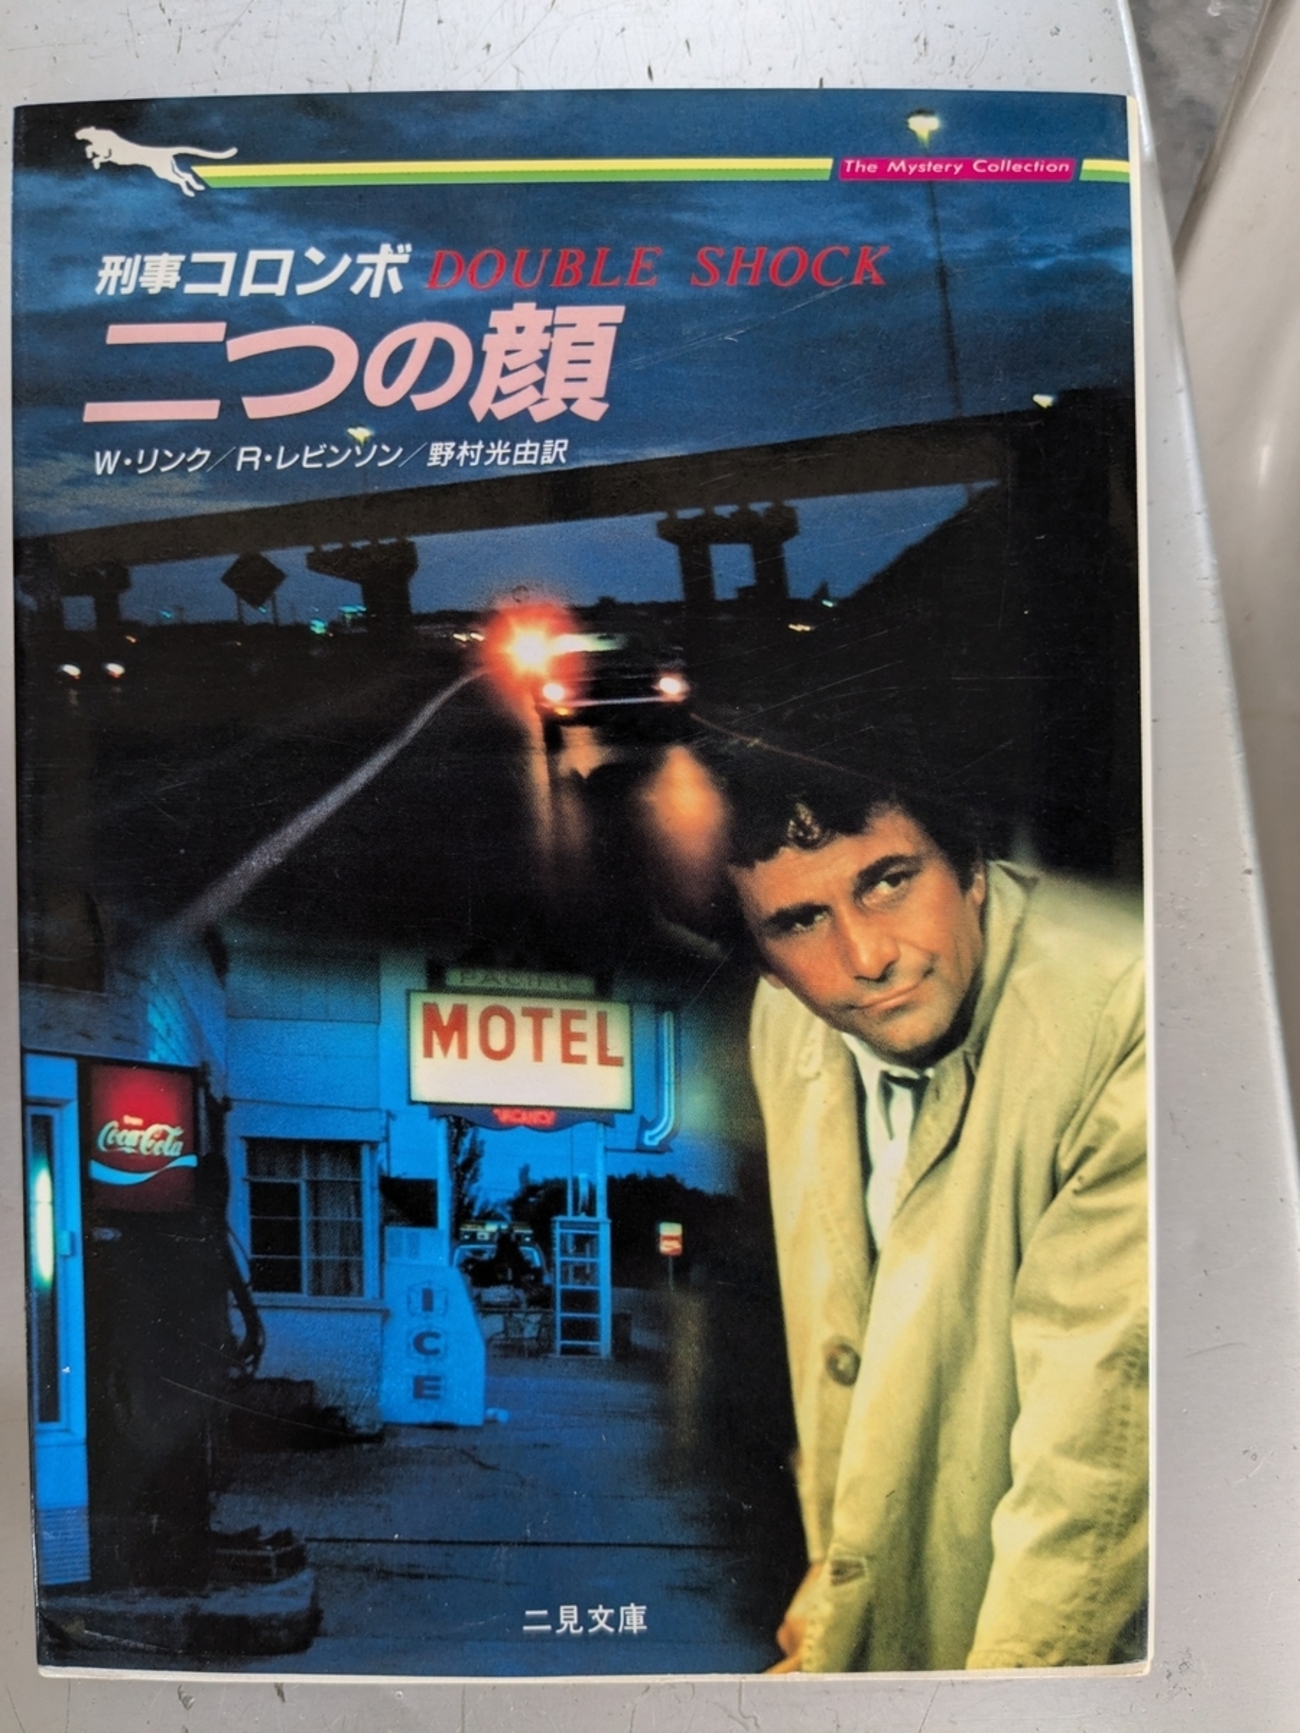 The Mystery Collection
刑事コロンボ DOUBLE SHOCK
二つの顔
W・リンク/R・レビンソン/野村光由訳
MOTEL
VACANCY
Coca-Cola
ICE
二見文庫